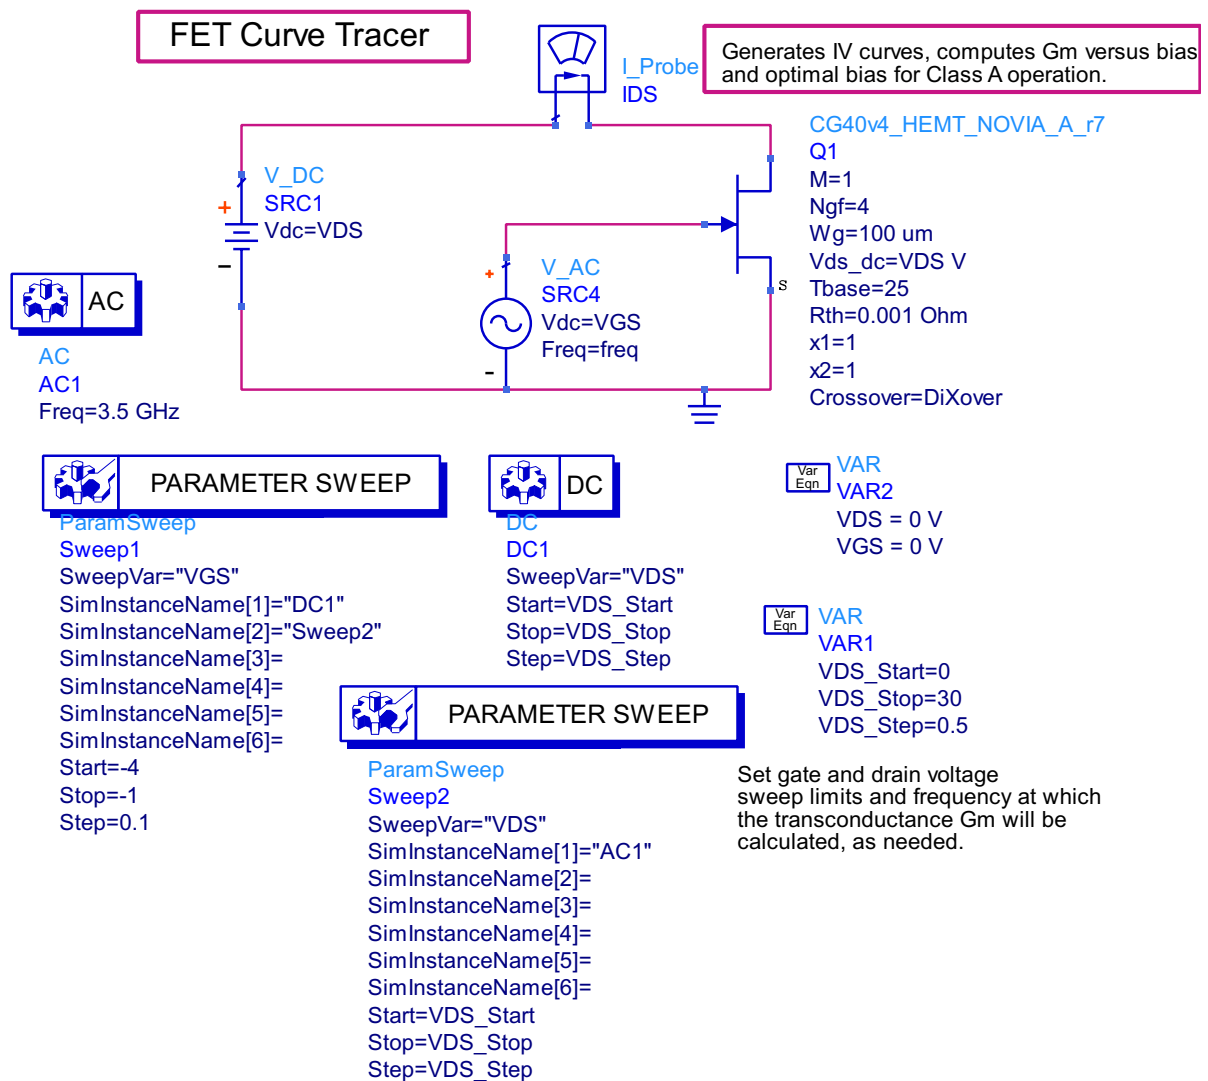 FET Curve Tracer
Generates IV curves, computes Gm versus bias
and optimal bias for Class A operation.
I_Probe
IDS
CG40v4_HEMT_NOVIA_A_r7
Q1
M=1
Ngf=4
Wg=100 um
Vds_dc=VDS V
Tbase=25
Rth=0.001 Ohm
x1=1
x2=1
Crossover=DiXover
V_DC
SRC1
Vdc=VDS
+
−
V_AC
SRC4
Vdc=VGS
Freq=freq
+
-
S
AC
AC
AC1
Freq=3.5 GHz
PARAMETER SWEEP
ParamSweep
Sweep1
SweepVar="VGS"
SimInstanceName[1]="DC1"
SimInstanceName[2]="Sweep2"
SimInstanceName[3]=
SimInstanceName[4]=
SimInstanceName[5]=
SimInstanceName[6]=
Start=-4
Stop=-1
Step=0.1
DC
DC
DC1
SweepVar="VDS"
Start=VDS_Start
Stop=VDS_Stop
Step=VDS_Step
Var
Eqn
VAR
VAR2
VDS = 0 V
VGS = 0 V
Var
Eqn
VAR
VAR1
VDS_Start=0
VDS_Stop=30
VDS_Step=0.5
PARAMETER SWEEP
ParamSweep
Sweep2
SweepVar="VDS"
SimInstanceName[1]="AC1"
SimInstanceName[2]=
SimInstanceName[3]=
SimInstanceName[4]=
SimInstanceName[5]=
SimInstanceName[6]=
Start=VDS_Start
Stop=VDS_Stop
Step=VDS_Step
Set gate and drain voltage
sweep limits and frequency at which
the transconductance Gm will be
calculated, as needed.